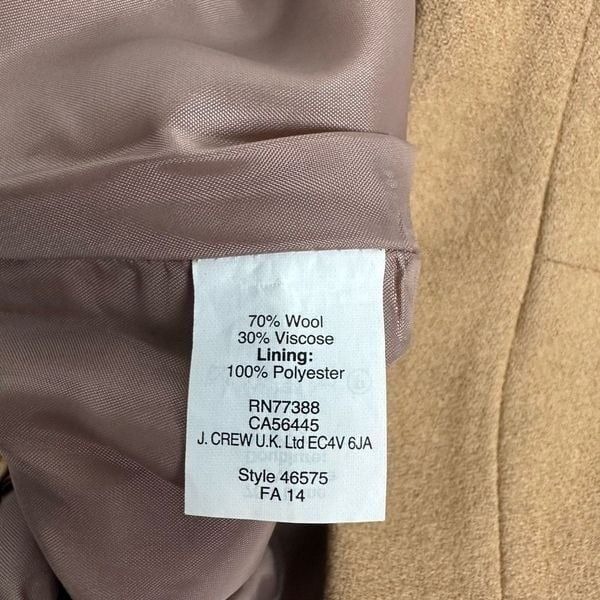 70% Wool
30% Viscose
Lining:
100% Polyester
RN77388
CA56445
J. CREW U.K. Ltd EC4V 6JA
Style 46575
FA 14